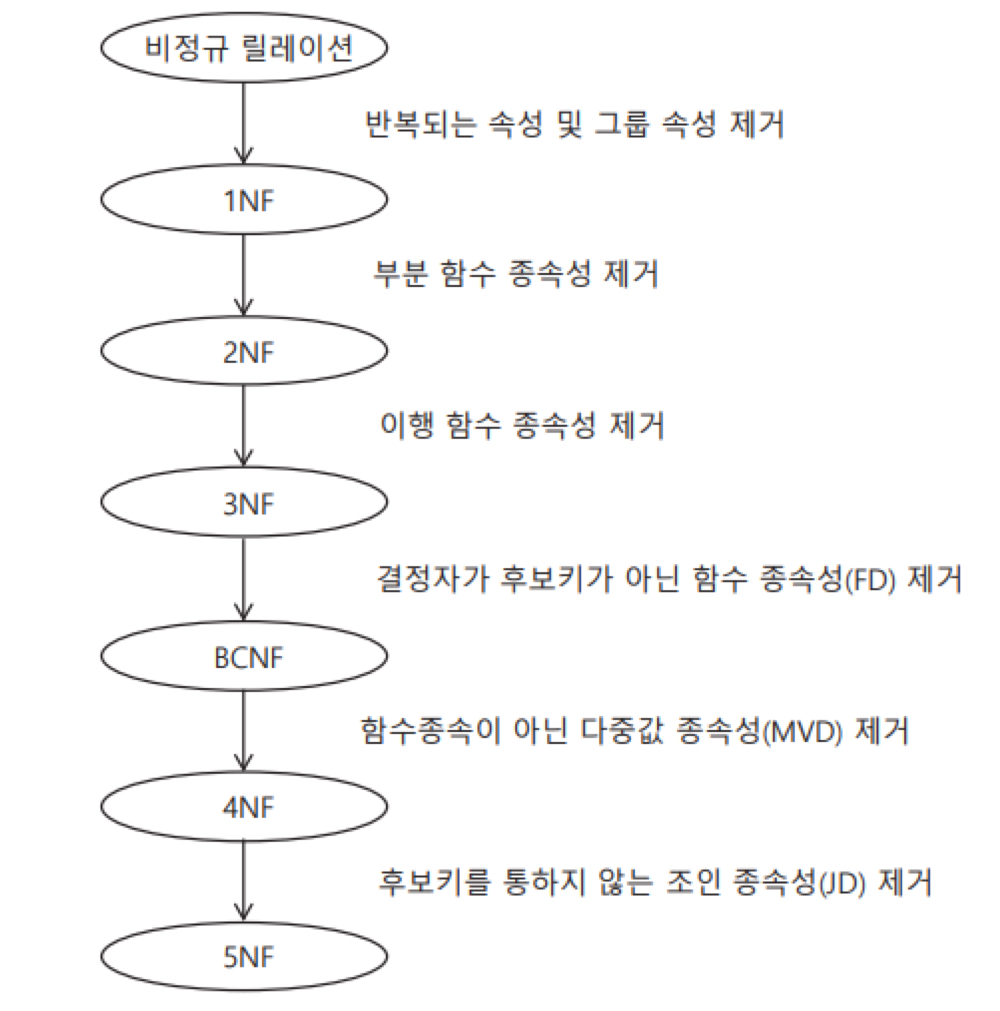 비정규 릴레이션
반복되는 속성 및 그룹 속성 제거
1NF
부분 함수 종속성 제거
2NF
이행 함수 종속성 제거
3NF
결정자가 후보키가 아닌 함수 종속성(FD) 제거
BCNF
함수종속이 아닌 다중값 종속성(MVD) 제거
4NF
후보키를 통하지 않는 조인 종속성(JD) 제거
5NF